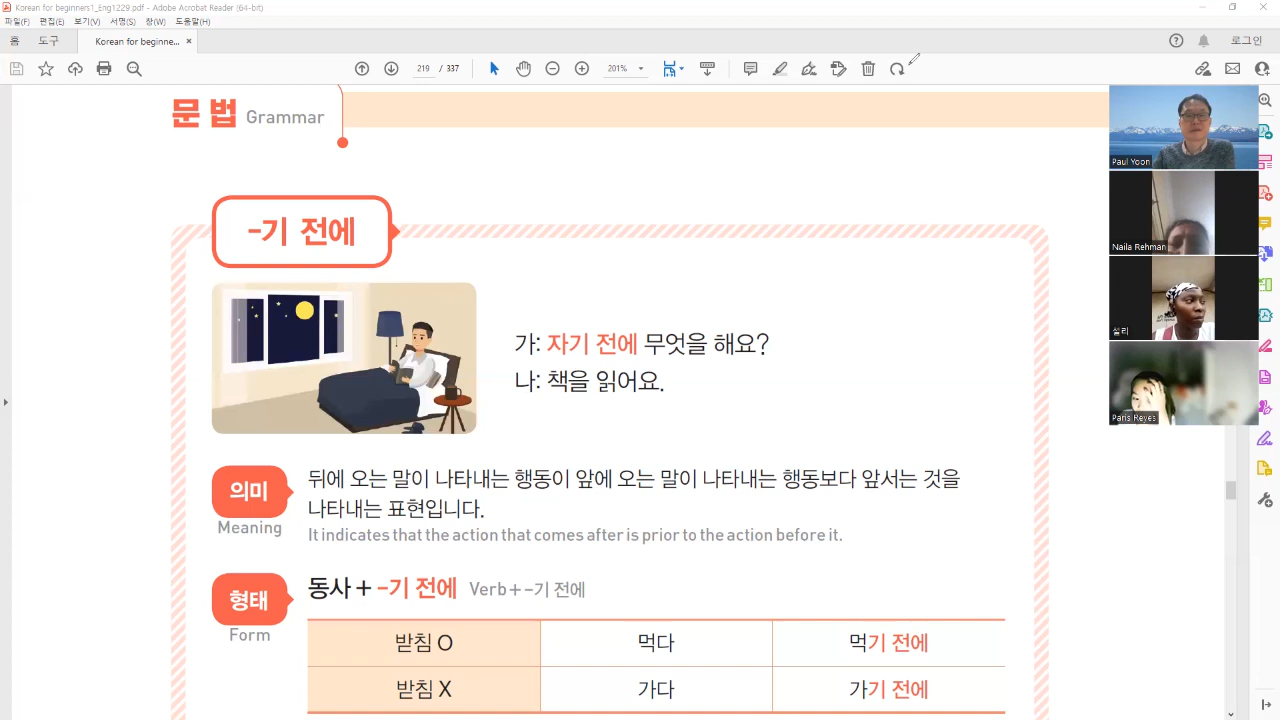 Korean for beginners1_Eng1229.pdf - Adobe Acrobat Reader (64-bit)
파일(F) 편집(E) 보기(V) 서명(S) 창(W) 도움말(H)
홈 도구 Korean for beginne... ×
로그인
219 / 337
201%
문법 Grammar
-기 전에
가: 자기 전에 무엇을 해요?
나: 책을 읽어요.
의미
Meaning
뒤에 오는 말이 나타내는 행동이 앞에 오는 말이 나타내는 행동보다 앞서는 것을
나타내는 표현입니다.
It indicates that the action that comes after is prior to the action before it.
형태
Form
동사 + -기 전에 Verb + -기 전에
받침 O 먹다 먹기 전에
받침 X 가다 가기 전에
Paul Yoon
Naila Rehman
셜리
Paris Reyes